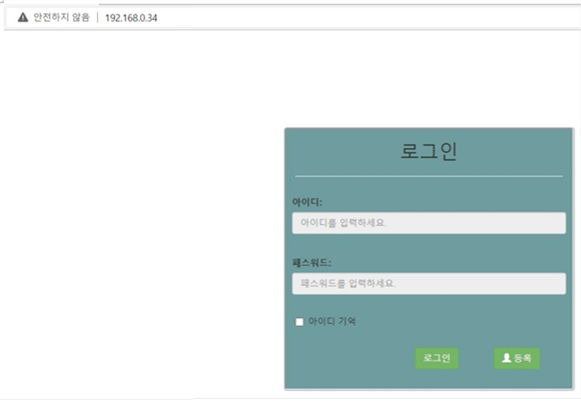 안전하지 않음 | 192.168.0.34
로그인
아이디:
아이디를 입력하세요.
패스워드:
패스워드를 입력하세요.
아이디 기억
로그인 등록